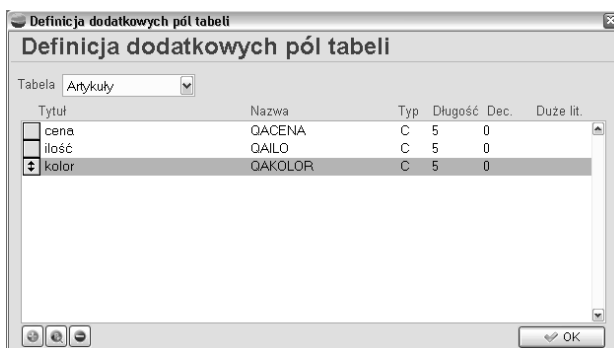 Definicja dodatkowych pól tabeli
Definicja dodatkowych pól tabeli
Tabela Artykuły
Tytuł Nazwa Typ Długość Dec. Duże lit.
cena QACENA C 5 0
ilość QAILO C 5 0
kolor QAKOLOR C 5 0
OK